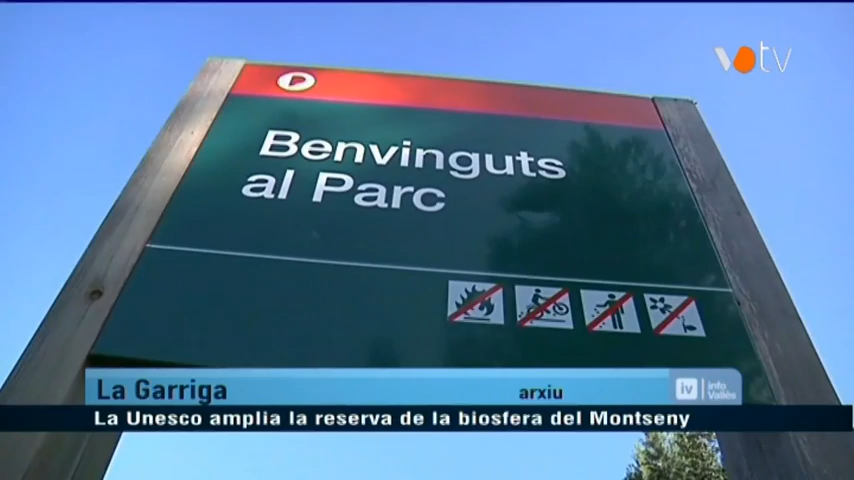 VOtv
Benvinguts
al Parc
La Garriga
arxiu
iv info
Vallès
La Unesco amplia la reserva de la biosfera del Montseny